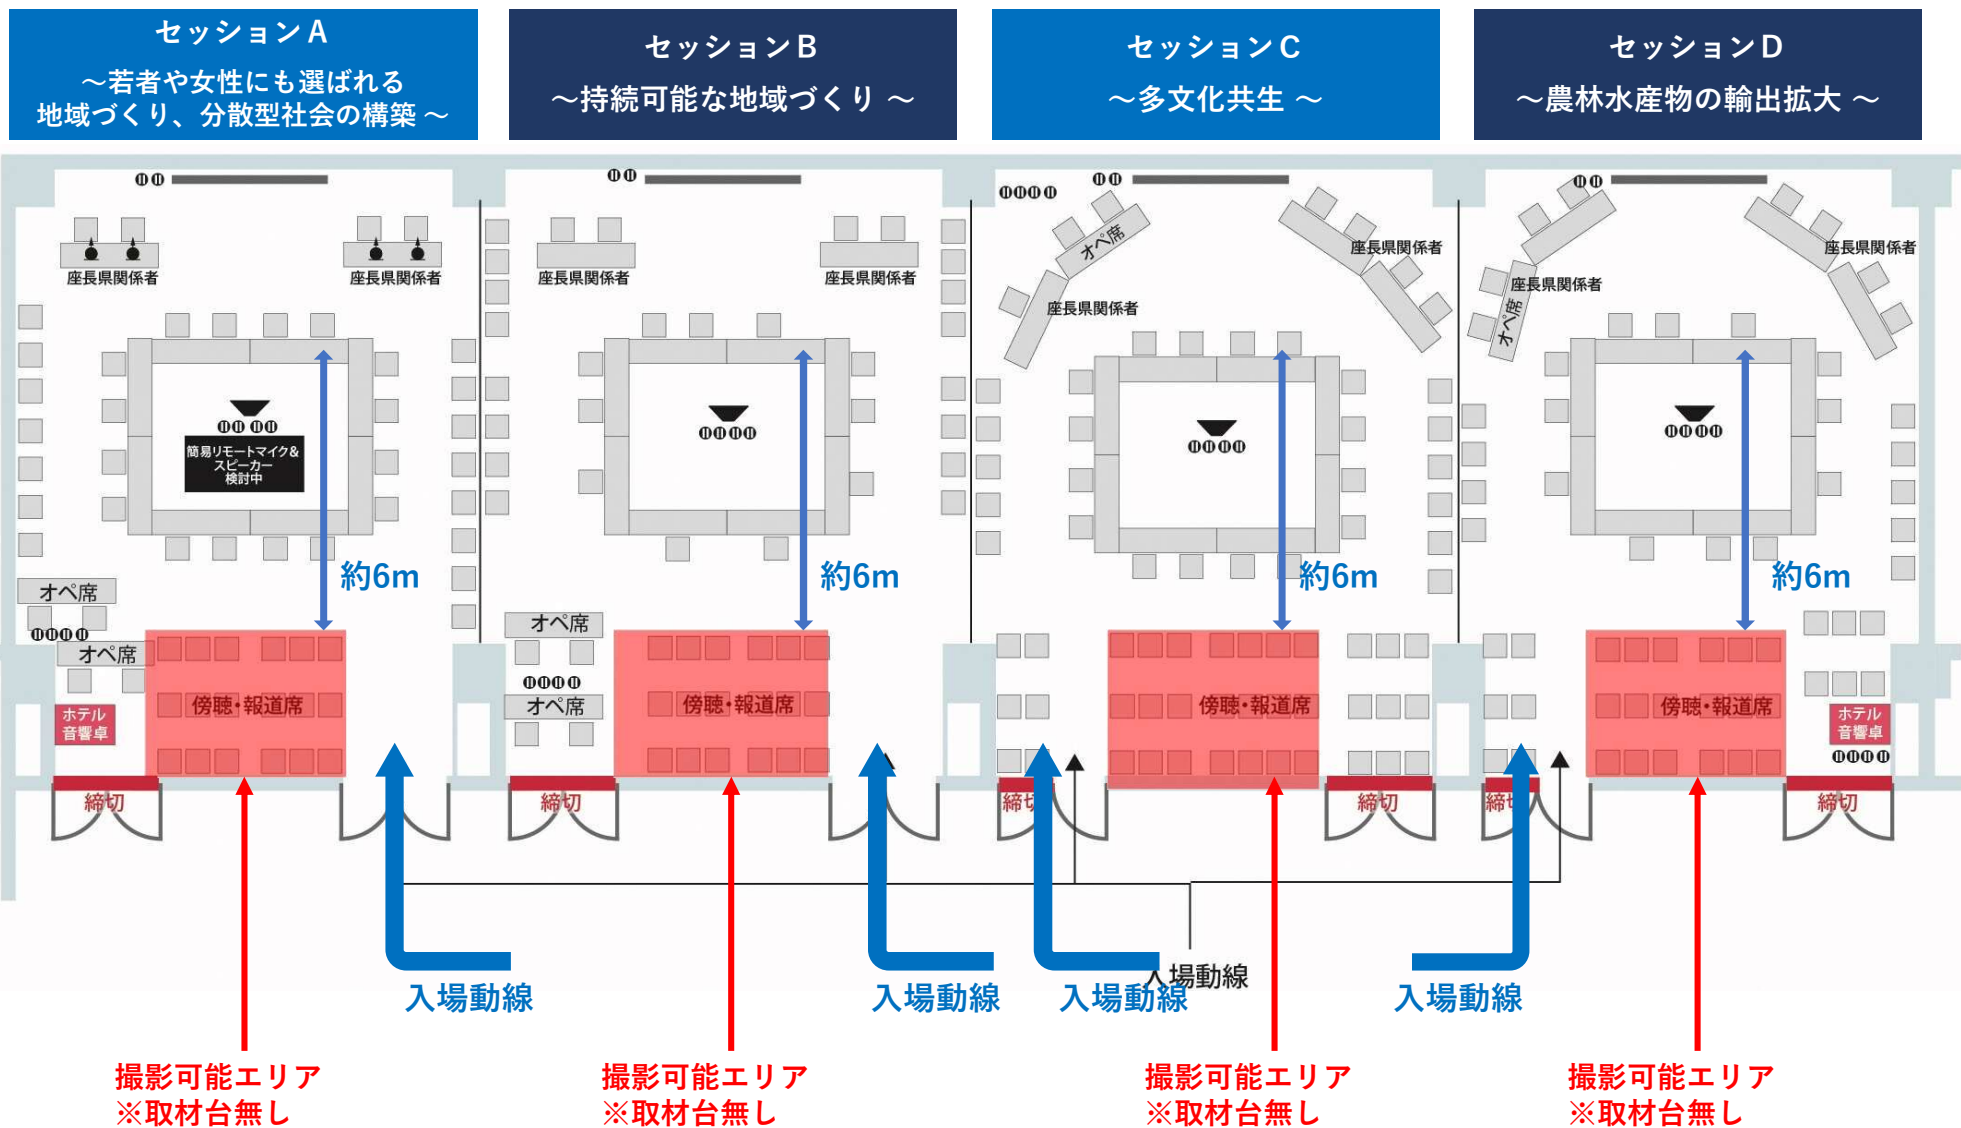 セッションA
～若者や女性にも選ばれる
地域づくり、分散型社会の構築～
セッションB
～持続可能な地域づくり～
セッションC
～多文化共生～
セッションD
～農林水産物の輸出拡大～
座長県関係者
座長県関係者
座長県関係者
座長県関係者
オペ席
座長県関係者
座長県関係者
座長県関係者
オペ席
座長県関係者
簡易リモートマイク&
スピーカー
検討中
約6m
約6m
約6m
約6m
オペ席
オペ席
オペ席
オペ席
傍聴・報道席
傍聴・報道席
傍聴・報道席
傍聴・報道席
ホテル
音響卓
ホテル
音響卓
締切
締切
締切
締切
締切
締切
入場動線
入場動線
入場動線
入場動線
入場動線
撮影可能エリア
※取材台無し
撮影可能エリア
※取材台無し
撮影可能エリア
※取材台無し
撮影可能エリア
※取材台無し